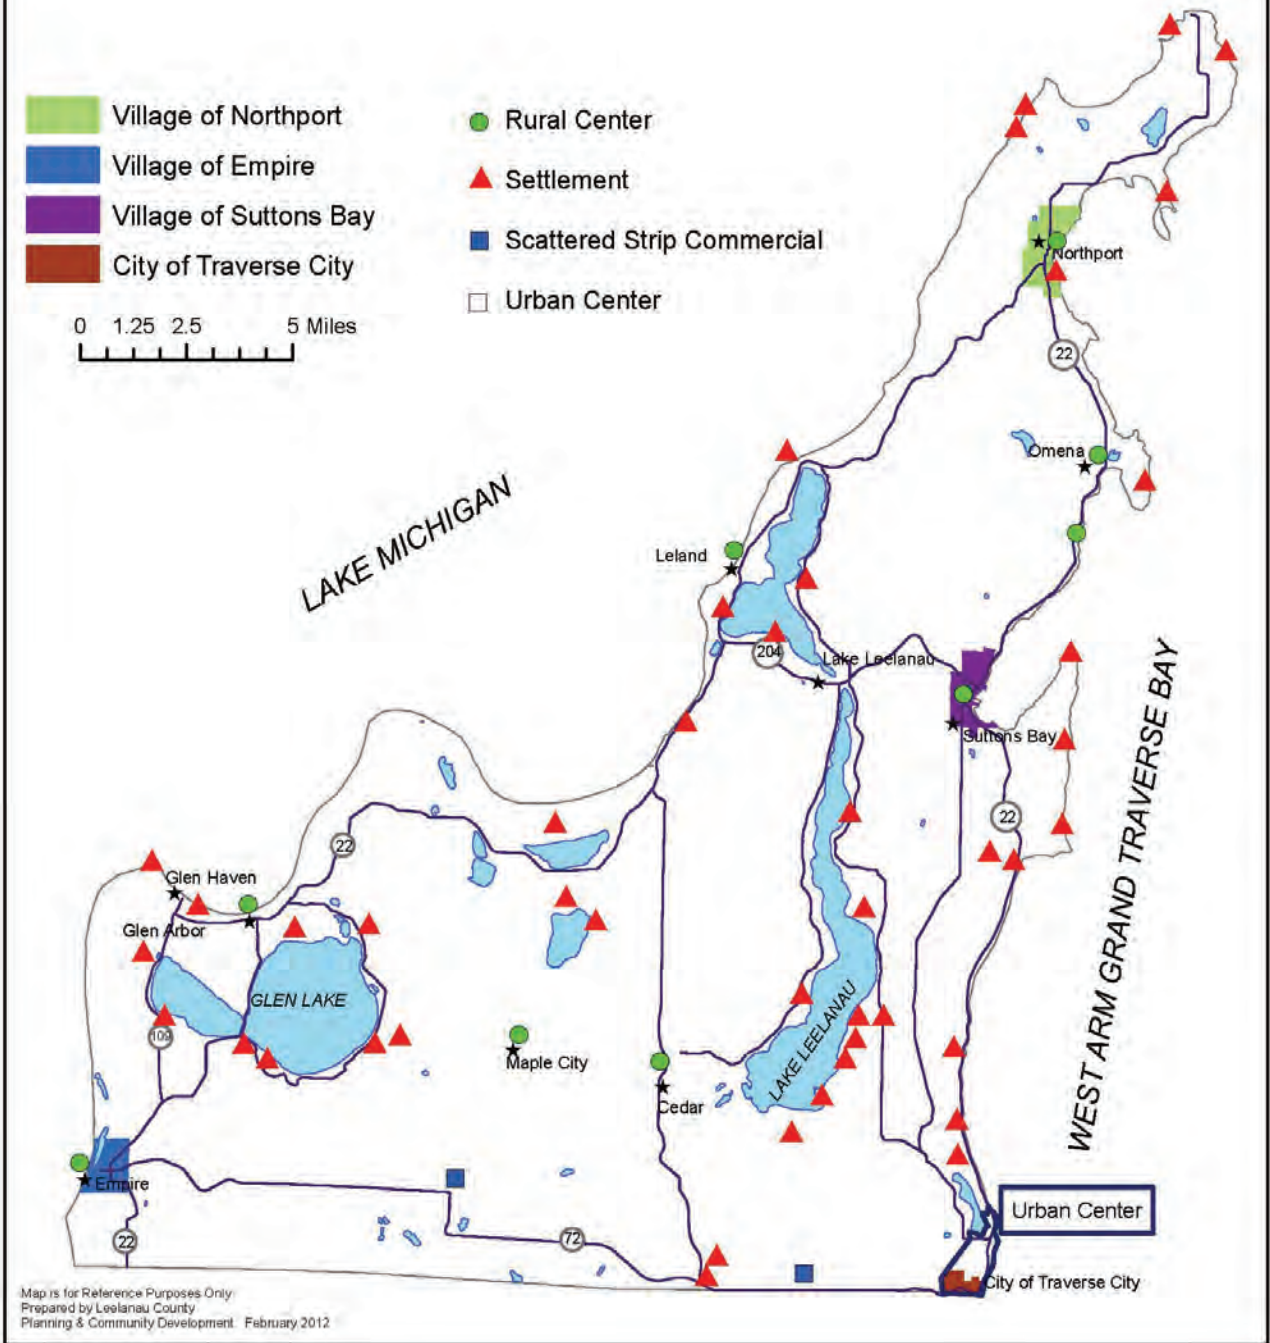 Village of Northport
Village of Empire
Village of Suttons Bay
City of Traverse City
0 1.25 2.5 5 Miles
Rural Center
Settlement
Scattered Strip Commercial
Urban Center
Northport
22
Omena
LAKE MICHIGAN
Leland
204
Lake Leelanau
Suttons Bay
22
WEST ARM GRAND TRAVERSE BAY
22
Glen Haven
Glen Arbor
GLEN LAKE
109
LAKE LEELANAU
Maple City
Cedar
Empire
22
72
Urban Center
City of Traverse City
Map is for Reference Purposes Only
Prepared by Leelanau County
Planning & Community Development February 2012